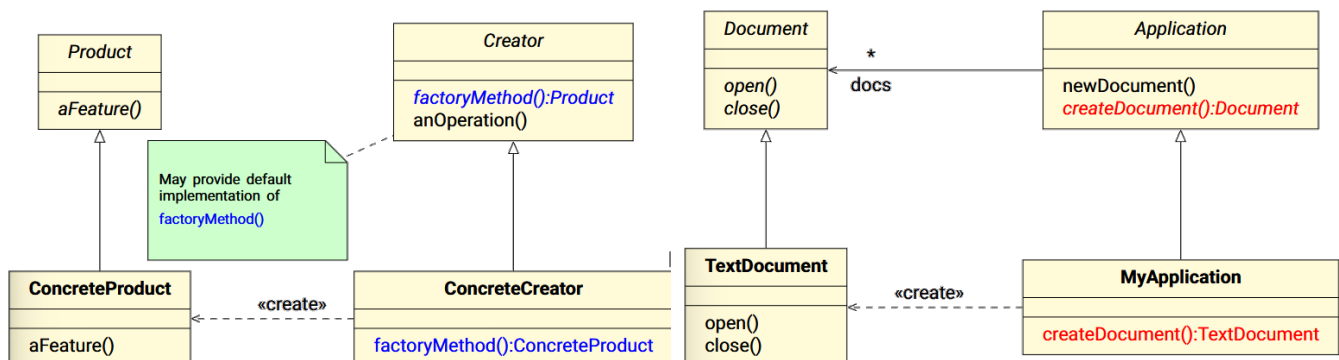 Product
aFeature()
Creator
factoryMethod():Product
anOperation()
May provide default
implementation of
factoryMethod()
ConcreteProduct
aFeature()
«create»
ConcreteCreator
factoryMethod():ConcreteProduct
Document
open()
close()
*
docs
Application
newDocument()
createDocument():Document
TextDocument
open()
close()
«create»
MyApplication
createDocument():TextDocument